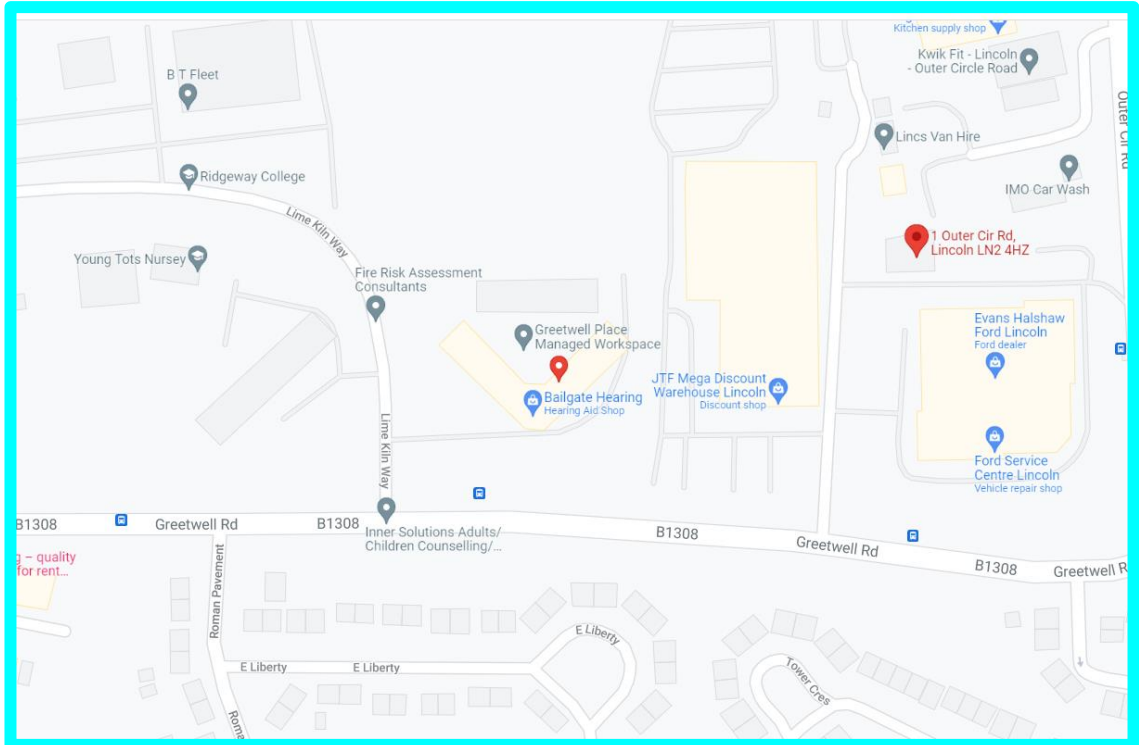 Kitchen supply shop
Kwik Fit - Lincoln
- Outer Circle Road
B T Fleet
Outer Cir Rd
Lincs Van Hire
Ridgeway College
IMO Car Wash
Lime Kiln Way
1 Outer Cir Rd,
Lincoln LN2 4HZ
Young Tots Nursey
Fire Risk Assessment
Consultants
Greetwell Place
Managed Workspace
Evans Halshaw
Ford Lincoln
Ford dealer
JTF Mega Discount
Warehouse Lincoln
Discount shop
Bailgate Hearing
Hearing Aid Shop
Lime Kiln Way
Ford Service
Centre Lincoln
Vehicle repair shop
B1308
Greetwell Rd
B1308
Inner Solutions Adults/
Children Counselling/...
B1308
Greetwell Rd
B1308
Greetwell R
g – quality
for rent...
Roman Pavement
E Liberty
E Liberty
E Liberty
Tower Cres
Roma